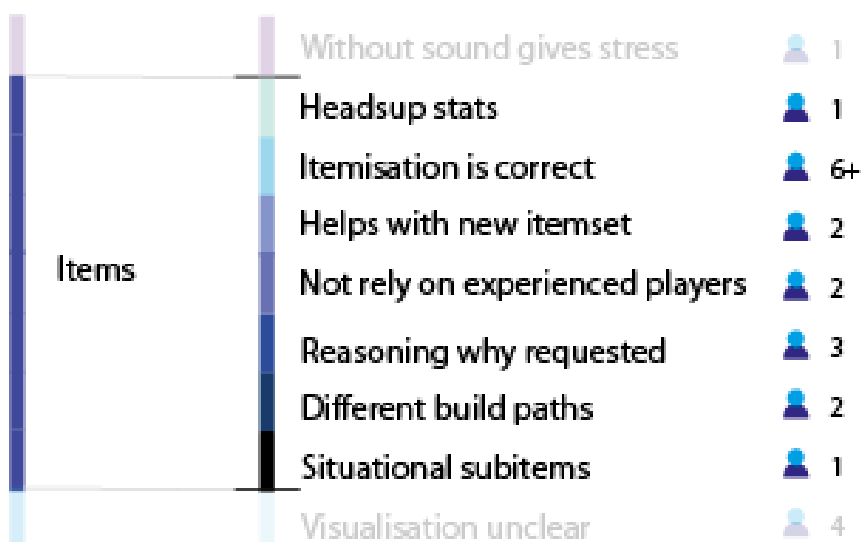 Without sound gives stress 1
Headsup stats 1
Itemisation is correct 6+
Helps with new itemset 2
Items
Not rely on experienced players 2
Reasoning why requested 3
Different build paths 2
Situational subitems 1
Visualisation unclear 4